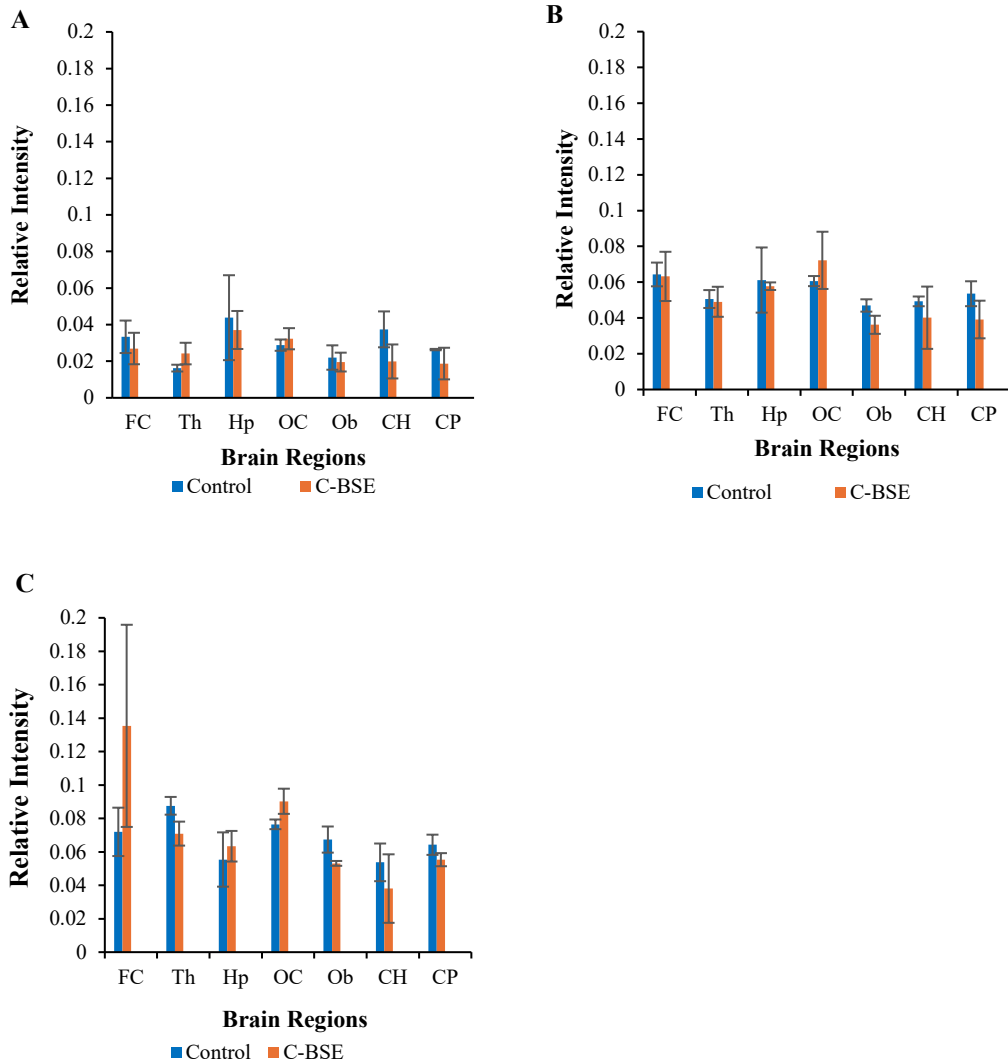 A
Relative Intensity
0.2
0.18
0.16
0.14
0.12
0.1
0.08
0.06
0.04
0.02
0
FC Th Hp OC Ob CH CP
Brain Regions
Control C-BSE
B
Relative Intensity
0.2
0.18
0.16
0.14
0.12
0.1
0.08
0.06
0.04
0.02
0
FC Th Hp OC Ob CH CP
Brain Regions
Control C-BSE
C
Relative Intensity
0.2
0.18
0.16
0.14
0.12
0.1
0.08
0.06
0.04
0.02
0
FC Th Hp OC Ob CH CP
Brain Regions
Control C-BSE